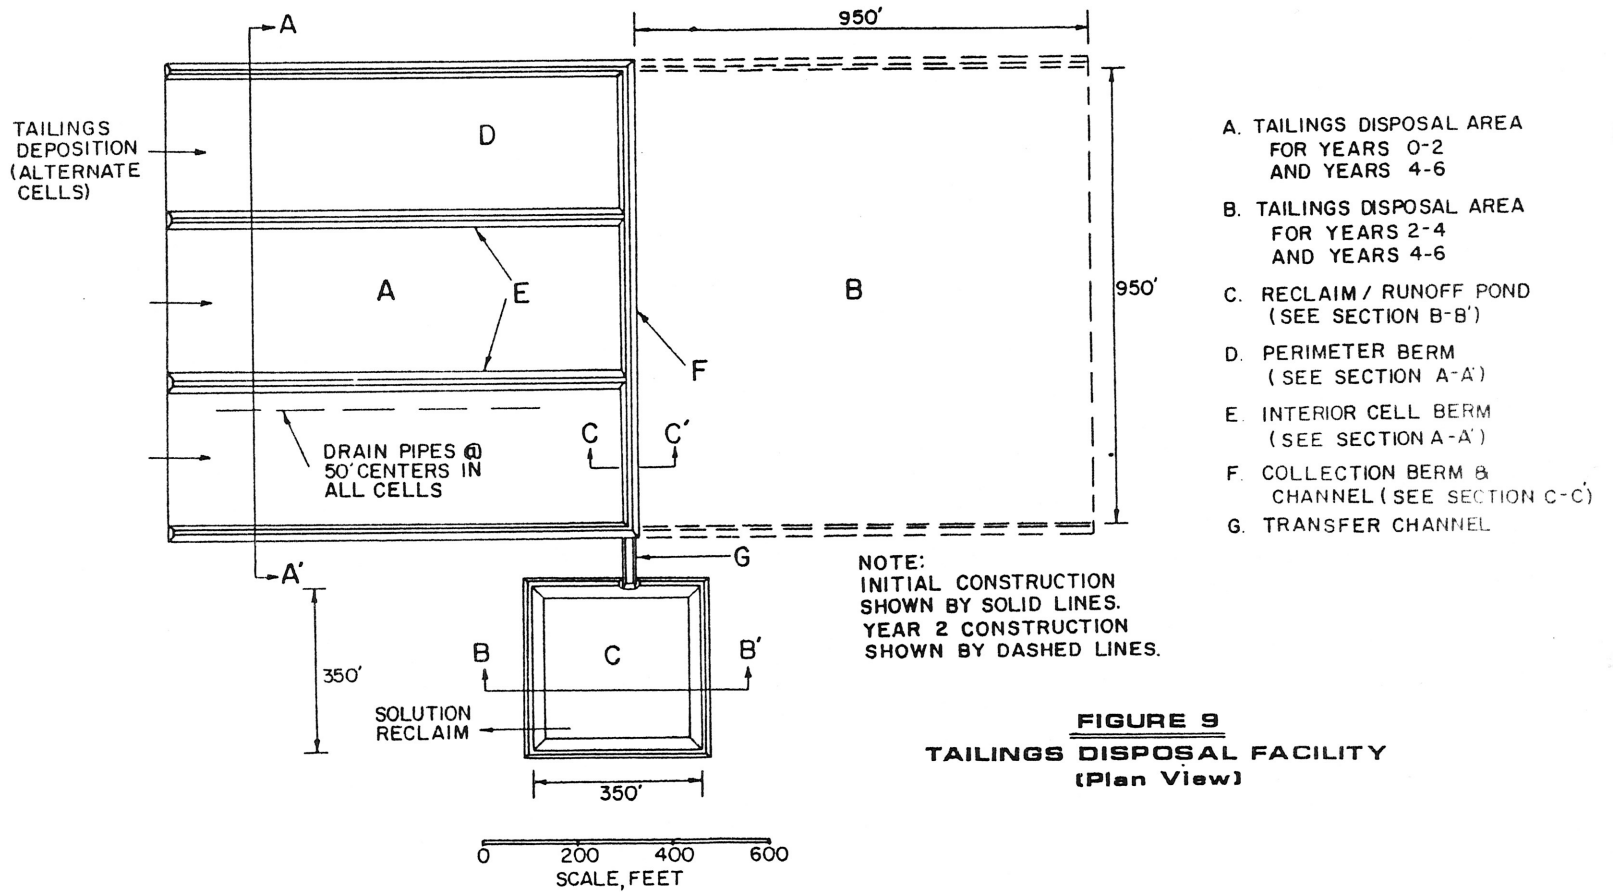 A
950'
TAILINGS
DEPOSITION
(ALTERNATE
CELLS)
D
A
E
B
950'
F
C C'
DRAIN PIPES @
50' CENTERS IN
ALL CELLS
G
A'
350'
B
C
B'
SOLUTION
RECLAIM
350'
0 200 400 600
SCALE, FEET
A. TAILINGS DISPOSAL AREA
FOR YEARS 0-2
AND YEARS 4-6
B. TAILINGS DISPOSAL AREA
FOR YEARS 2-4
AND YEARS 4-6
C. RECLAIM / RUNOFF POND
(SEE SECTION B-B')
D. PERIMETER BERM
(SEE SECTION A-A')
E. INTERIOR CELL BERM
(SEE SECTION A-A')
F. COLLECTION BERM &
CHANNEL (SEE SECTION C-C')
G. TRANSFER CHANNEL
NOTE:
INITIAL CONSTRUCTION
SHOWN BY SOLID LINES.
YEAR 2 CONSTRUCTION
SHOWN BY DASHED LINES.
FIGURE 9
TAILINGS DISPOSAL FACILITY
(Plan View)